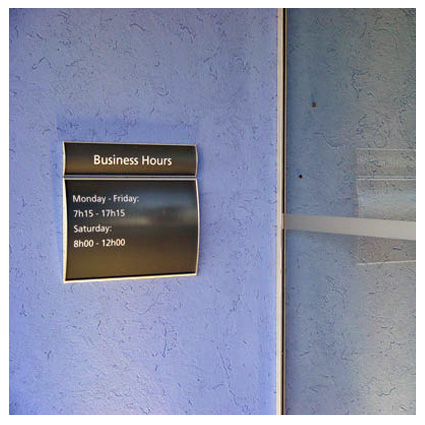 Business Hours
Monday - Friday:
7h15 - 17h15
Saturday:
8h00 - 12h00